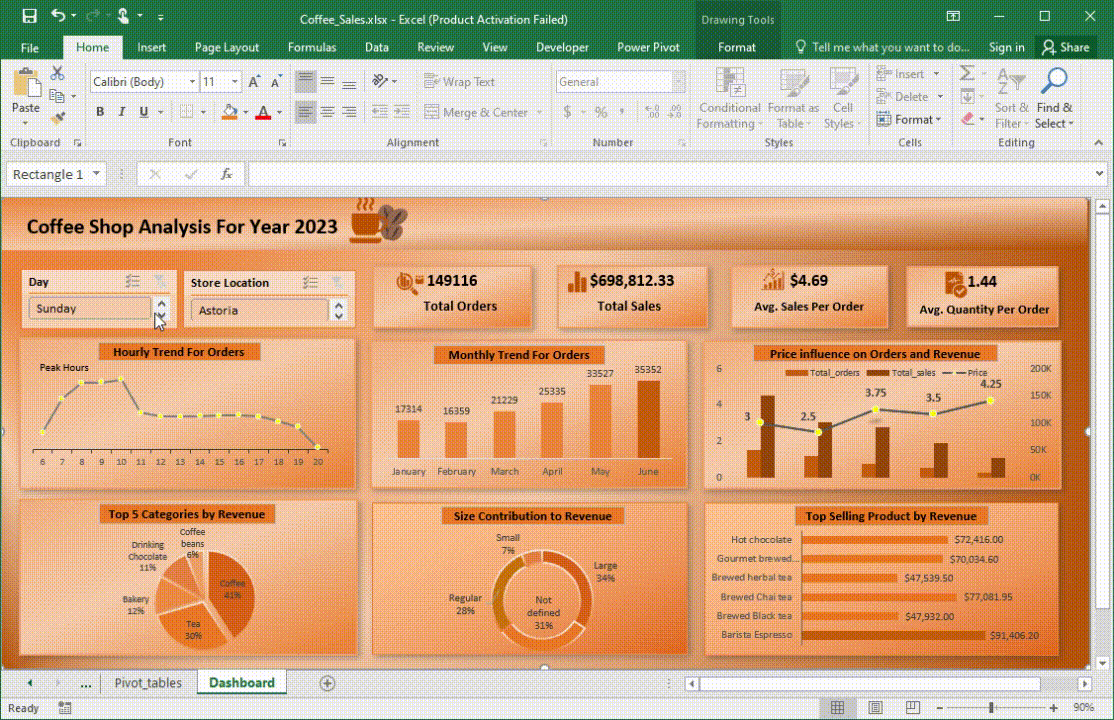 Coffee_Sales.xlsx - Excel (Product Activation Failed)
Drawing Tools
File
Home
Insert
Page Layout
Formulas
Data
Review
View
Developer
Power Pivot
Format
Tell me what you want to do...
Sign in
Share
Paste
Calibri (Body)
11
A A
B I U
A
Wrap Text
Merge & Center
General
$ %
Conditional
Formatting
Format as
Table
Cell
Styles
Insert
Delete
Format
Sort &
Filter
Find &
Select
Clipboard
Font
Alignment
Number
Styles
Cells
Editing
Rectangle 1
fx
Coffee Shop Analysis For Year 2023
Day
Sunday
Store Location
Astoria
149116
Total Orders
$698,812.33
Total Sales
$4.69
Avg. Sales Per Order
1.44
Avg. Quantity Per Order
Hourly Trend For Orders
Peak Hours
6 7 8 9 10 11 12 13 14 15 16 17 18 19 20
Monthly Trend For Orders
17314
16359
21229
25335
33527
35352
January February March April May June
Price influence on Orders and Revenue
Total_orders Total_sales Price
6
4
2
0
3
2.5
3.75
3.5
4.25
200K
150K
100K
50K
0K
Top 5 Categories by Revenue
Coffee
beans
6%
Drinking
Chocolate
11%
Bakery
12%
Tea
30%
Coffee
41%
Size Contribution to Revenue
Small
7%
Large
34%
Regular
28%
Not
defined
31%
Top Selling Product by Revenue
Hot chocolate $72,416.00
Gourmet brewed... $70,034.60
Brewed herbal tea $47,539.50
Brewed Chai tea $77,081.95
Brewed Black tea $47,932.00
Barista Espresso $91,406.20
...
Pivot_tables
Dashboard
Ready
90%